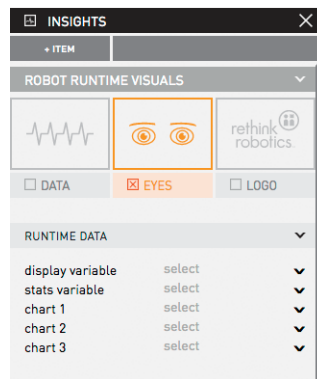 INSIGHTS
+ ITEM
ROBOT RUNTIME VISUALS
rethink
robotics.
DATA
EYES
LOGO
RUNTIME DATA
display variable select
stats variable select
chart 1 select
chart 2 select
chart 3 select